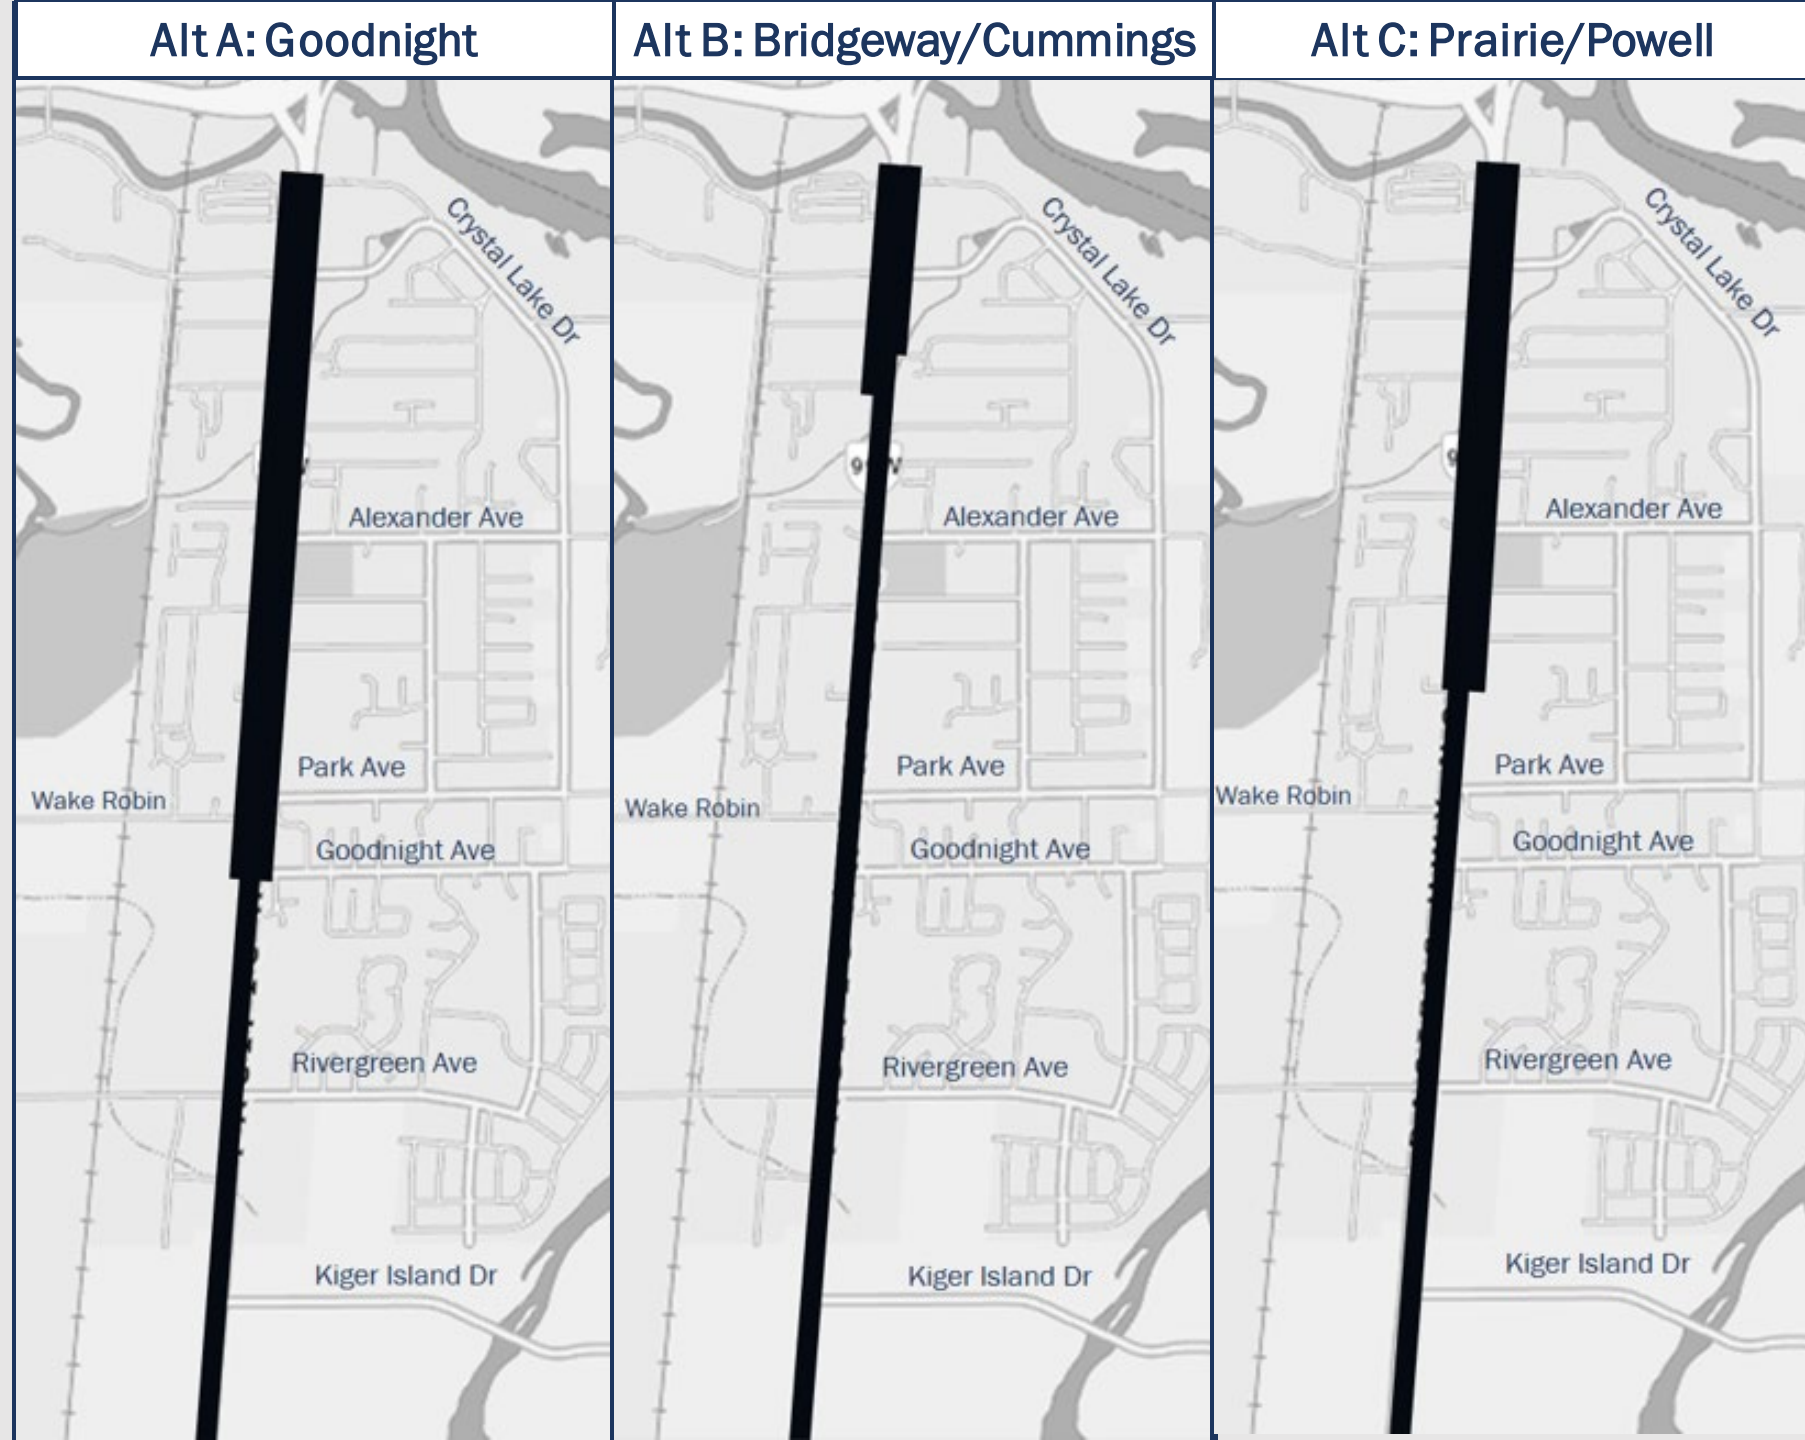 Alt A: Goodnight
Alt B: Bridgeway/Cummings
Alt C: Prairie/Powell
Crystal Lake Dr
Alexander Ave
Park Ave
Wake Robin
Goodnight Ave
Rivergreen Ave
Kiger Island Dr
Crystal Lake Dr
9 W
Alexander Ave
Park Ave
Wake Robin
Goodnight Ave
Rivergreen Ave
Kiger Island Dr
Crystal Lake Dr
9
Alexander Ave
Park Ave
Wake Robin
Goodnight Ave
Rivergreen Ave
Kiger Island Dr